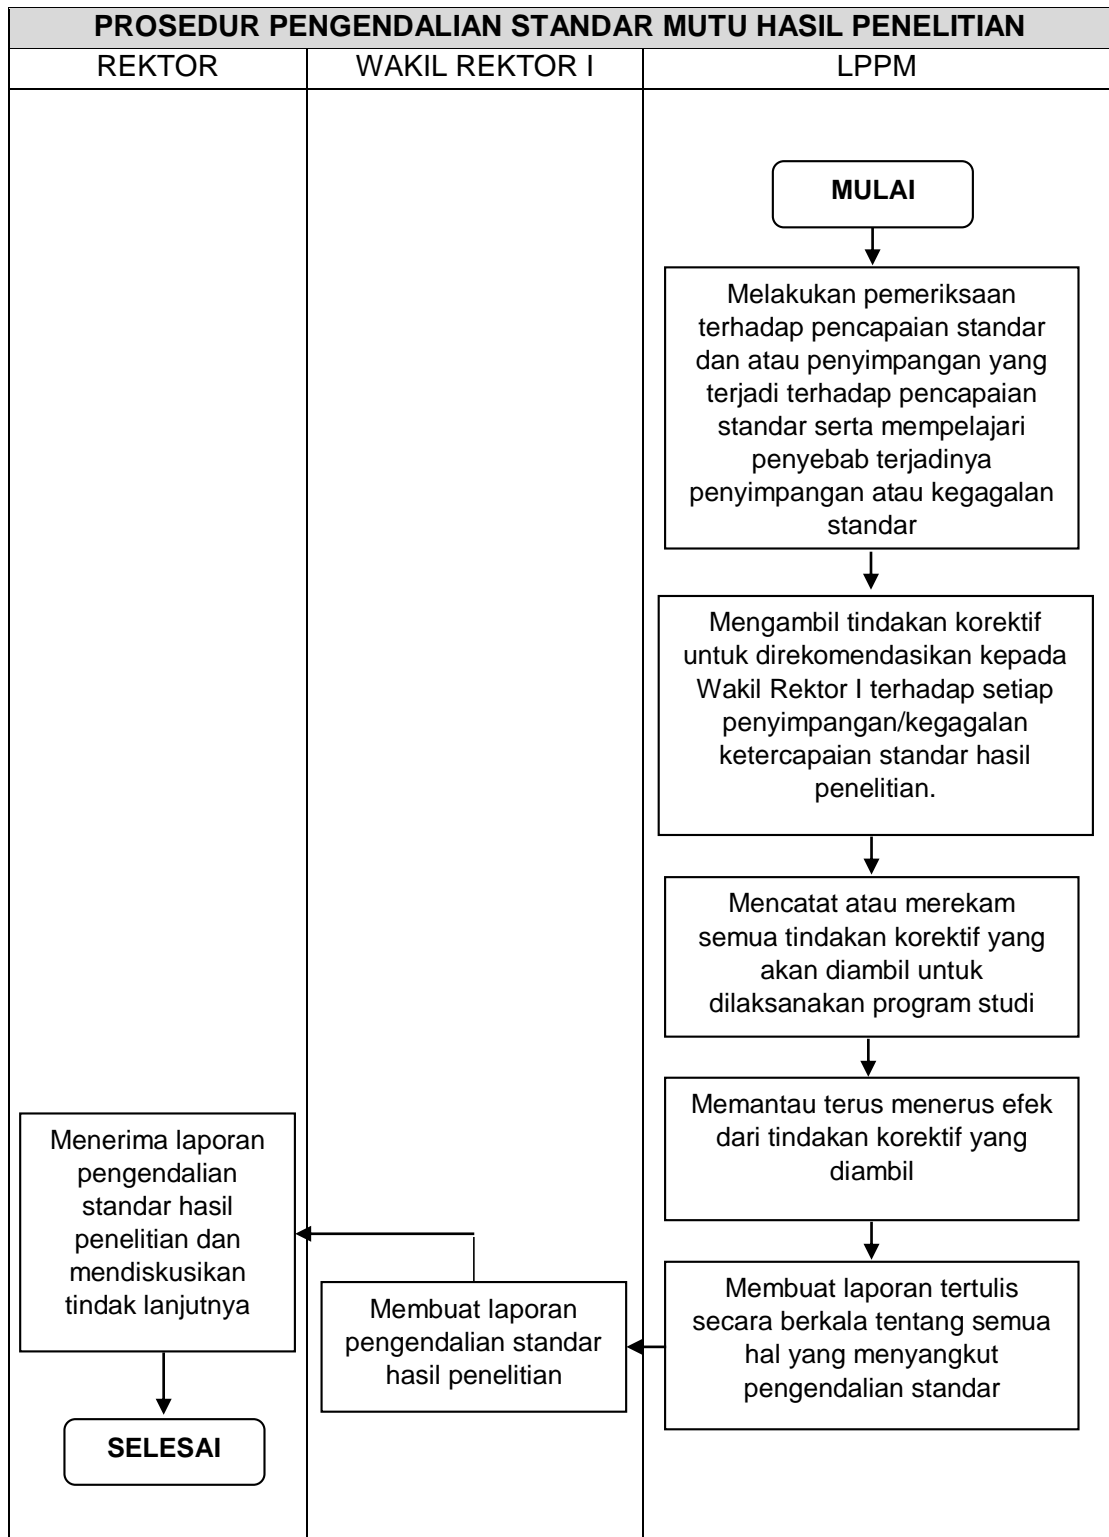 PROSEDUR PENGENDALIAN STANDAR MUTU HASIL PENELITIAN
REKTOR
WAKIL REKTOR I
LPPM
MULAI
Melakukan pemeriksaan
terhadap pencapaian standar
dan atau penyimpangan yang
terjadi terhadap pencapaian
standar serta mempelajari
penyebab terjadinya
penyimpangan atau kegagalan
standar
Mengambil tindakan korektif
untuk direkomendasikan kepada
Wakil Rektor I terhadap setiap
penyimpangan/kegagalan
ketercapaian standar hasil
penelitian.
Mencatat atau merekam
semua tindakan korektif yang
akan diambil untuk
dilaksanakan program studi
Memantau terus menerus efek
dari tindakan korektif yang
diambil
Membuat laporan tertulis
secara berkala tentang semua
hal yang menyangkut
pengendalian standar
Membuat laporan
pengendalian standar
hasil penelitian
Menerima laporan
pengendalian
standar hasil
penelitian dan
mendiskusikan
tindak lanjutnya
SELESAI